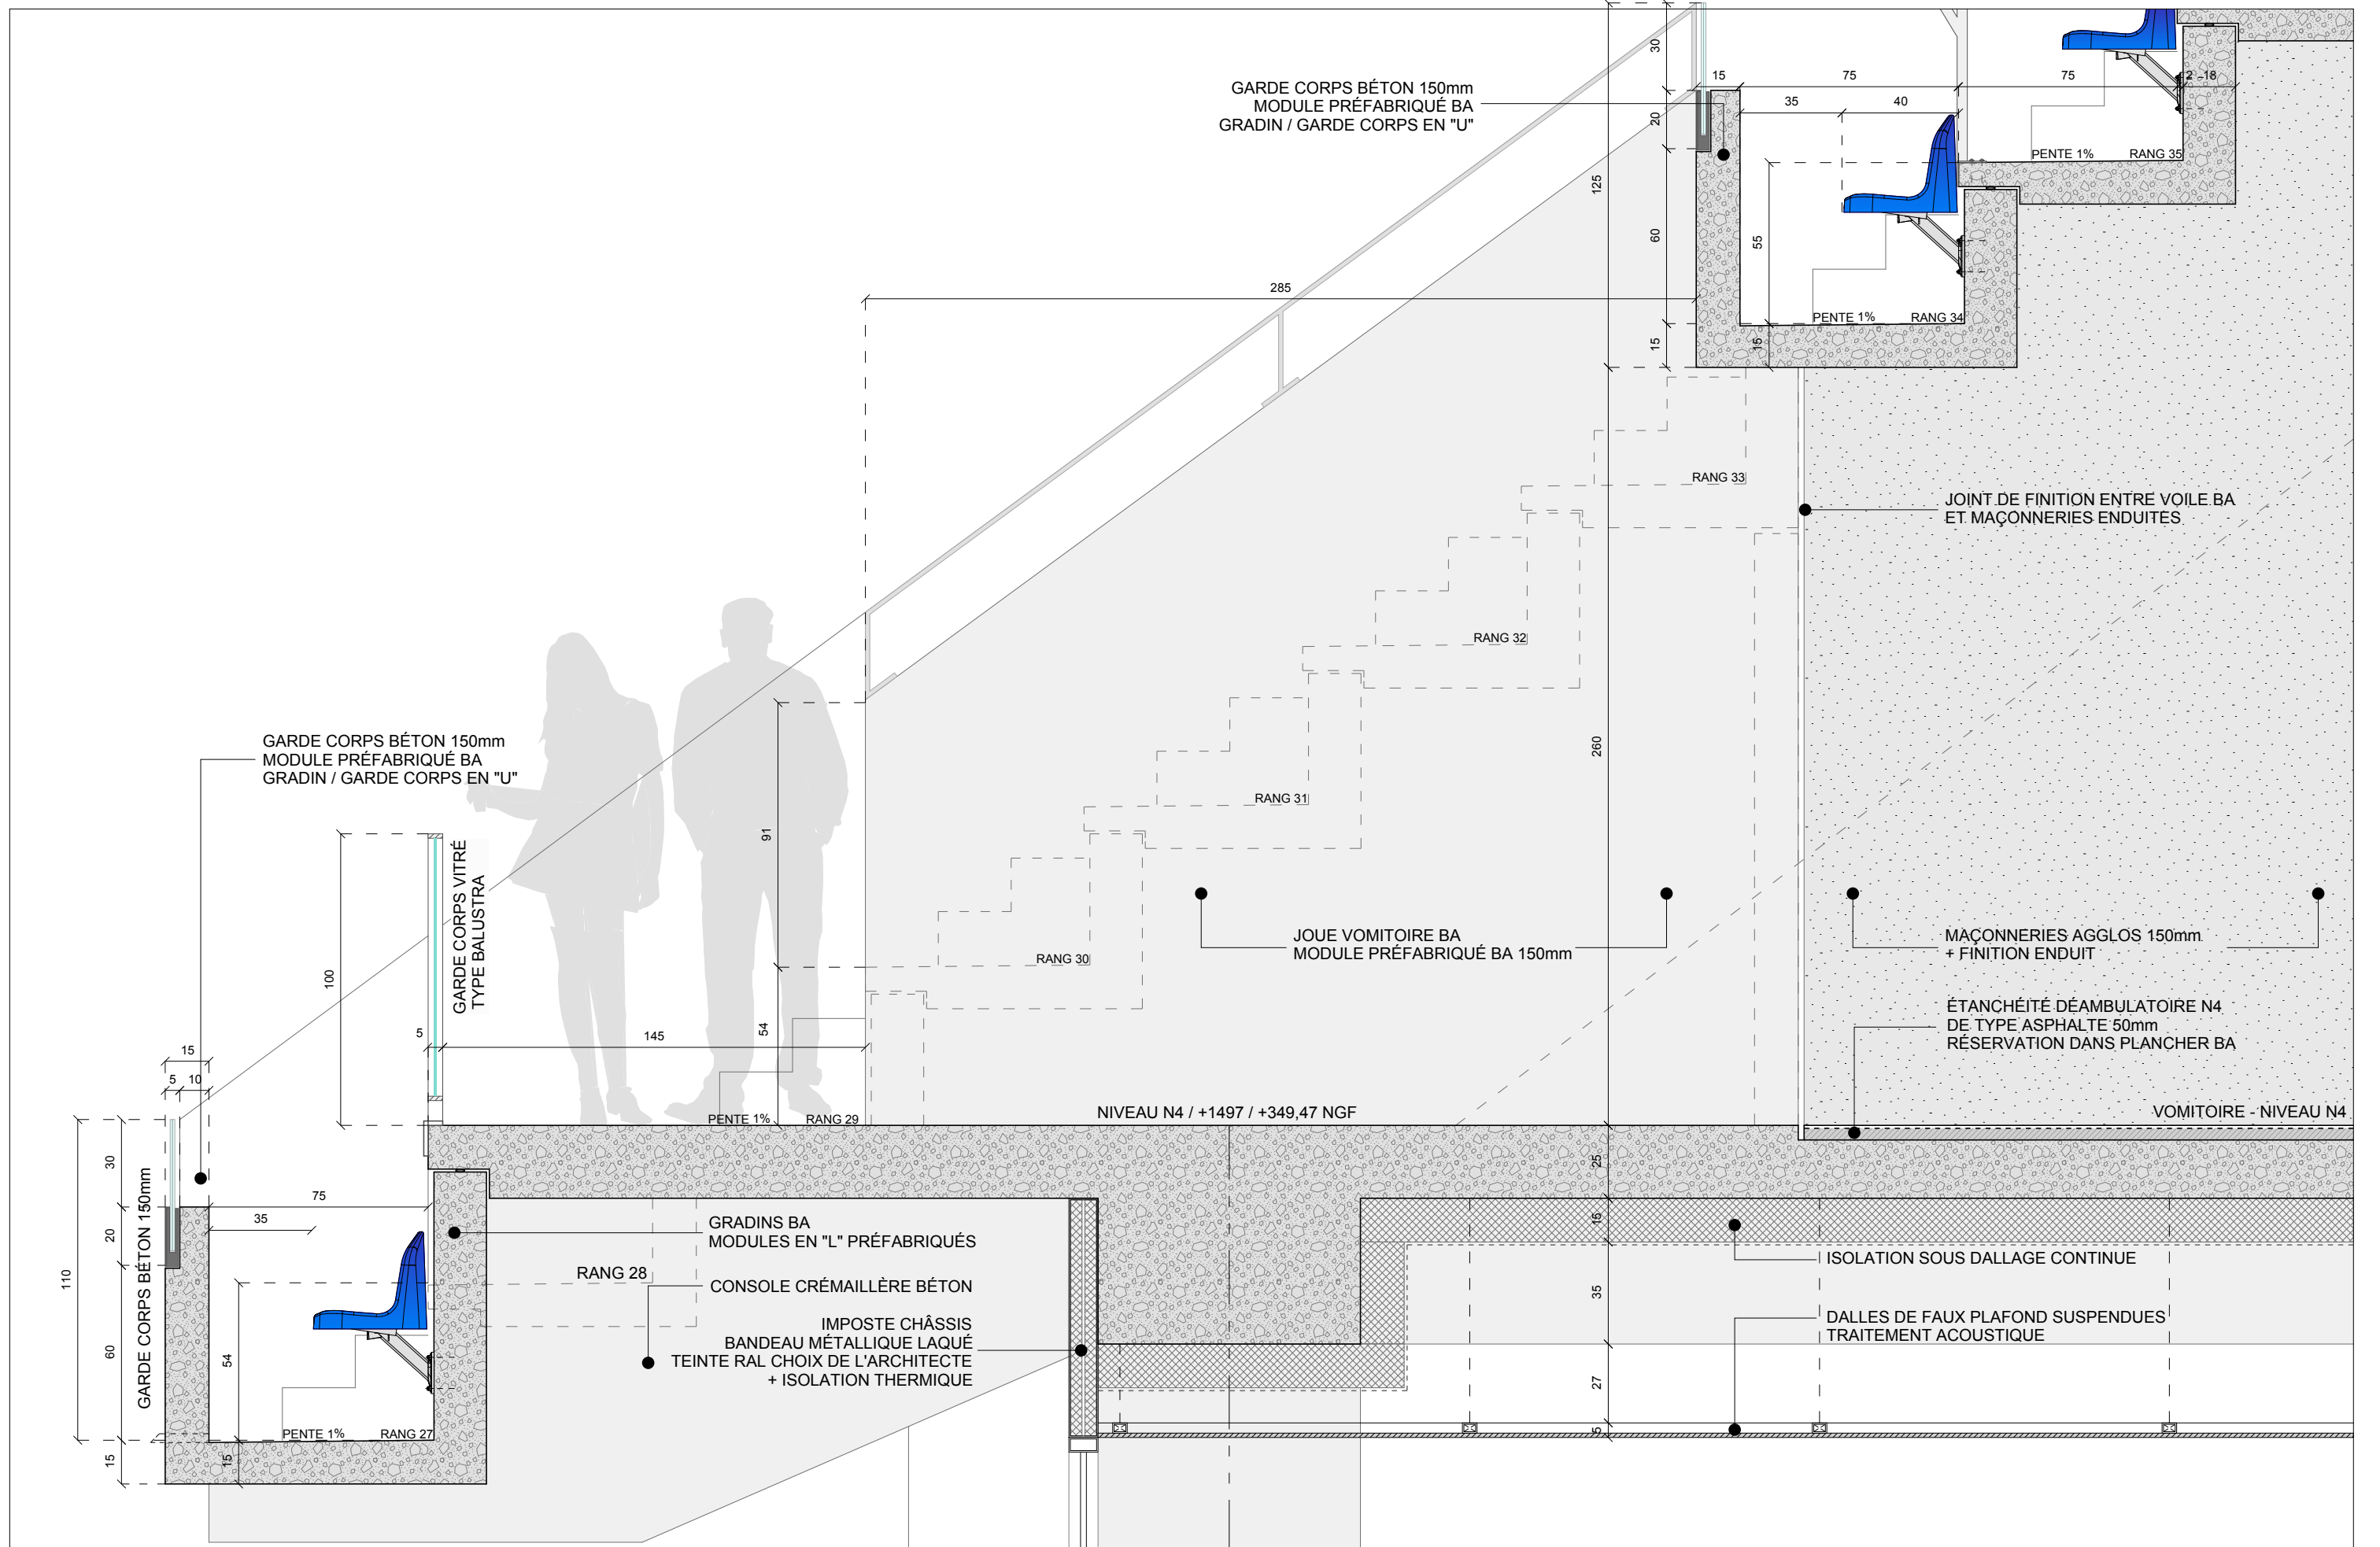 30
GARDE CORPS BÉTON 150mm
MODULE PRÉFABRIQUÉ BA
GRADIN / GARDE CORPS EN "U"
15
75
75
2
18
35
40
20
125
PENTE 1%
RANG 35
60
55
285
PENTE 1%
RANG 34
15
15
RANG 33
JOINT DE FINITION ENTRE VOILE BA
ET MAÇONNERIES ENDUITES
RANG 32
GARDE CORPS BÉTON 150mm
MODULE PRÉFABRIQUÉ BA
GRADIN / GARDE CORPS EN "U"
260
RANG 31
91
GARDE CORPS VITRÉ
TYPE BALUSTRA
100
RANG 30
JOUE VOMITOIRE BA
MODULE PRÉFABRIQUÉ BA 150mm
MAÇONNERIES AGGLOS 150mm
+ FINITION ENDUIT
ÉTANCHÉITÉ DÉAMBULATOIRE N4
DE TYPE ASPHALTE 50mm
RÉSERVATION DANS PLANCHER BA
5
145
54
15
5
10
PENTE 1%
RANG 29
NIVEAU N4 / +1497 / +349,47 NGF
VOMITOIRE - NIVEAU N4
30
25
GARDE CORPS BÉTON 150mm
75
35
20
GRADINS BA
MODULES EN "L" PRÉFABRIQUÉS
15
ISOLATION SOUS DALLAGE CONTINUE
RANG 28
CONSOLE CRÉMAILLÈRE BÉTON
110
35
IMPOSTE CHÂSSIS
BANDEAU MÉTALLIQUE LAQUÉ
TEINTE RAL CHOIX DE L'ARCHITECTE
+ ISOLATION THERMIQUE
DALLES DE FAUX PLAFOND SUSPENDUES
TRAITEMENT ACOUSTIQUE
60
54
27
PENTE 1%
RANG 27
5
15
15